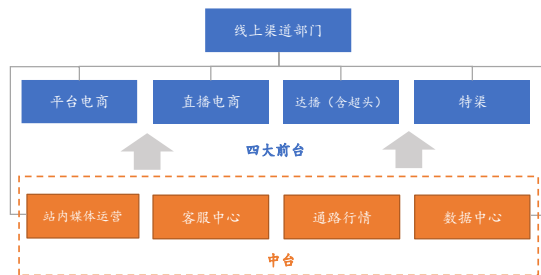 线上渠道部门
平台电商
直播电商
达播（含超头）
特渠
四大前台
站内媒体运营
客服中心
通路行情
数据中心
中台